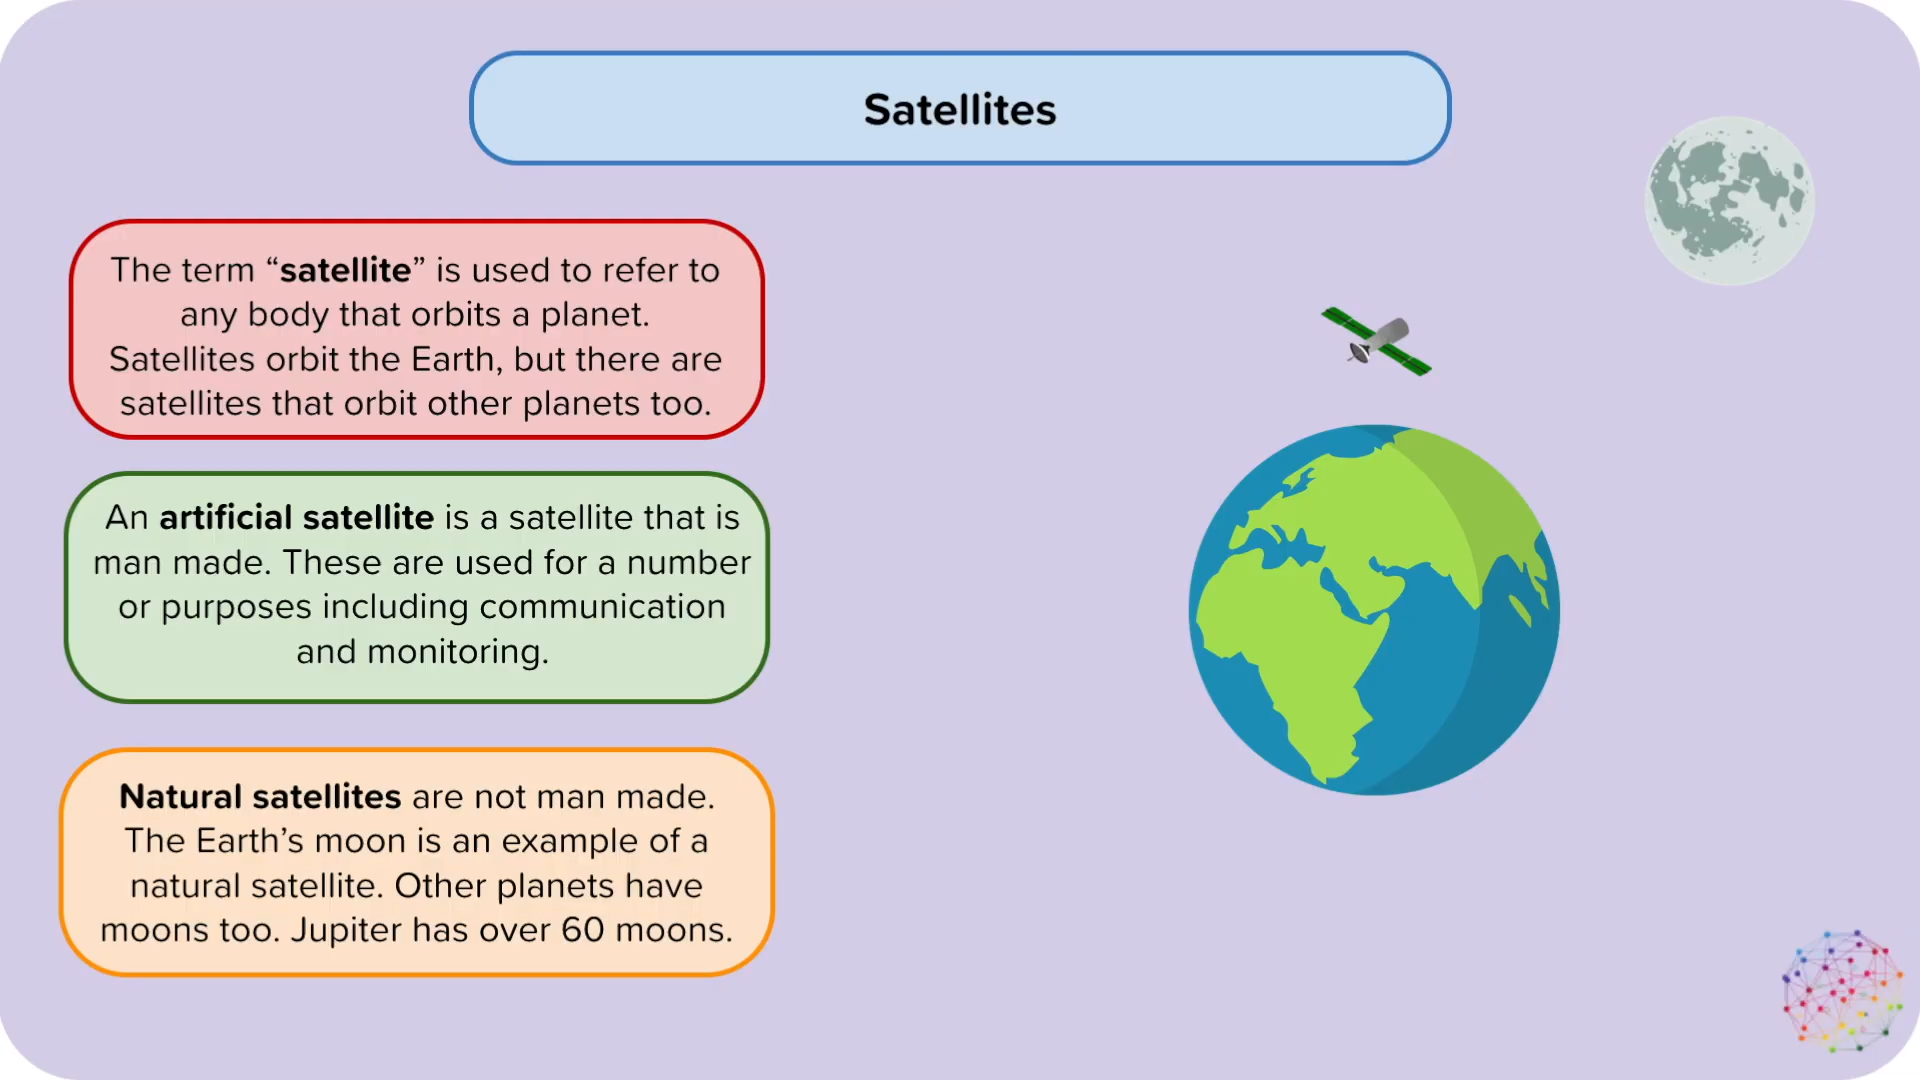 Satellites
The term “satellite” is used to refer to
any body that orbits a planet.
Satellites orbit the Earth, but there are
satellites that orbit other planets too.
An artificial satellite is a satellite that is
man made. These are used for a number
or purposes including communication
and monitoring.
Natural satellites are not man made.
The Earth’s moon is an example of a
natural satellite. Other planets have
moons too. Jupiter has over 60 moons.